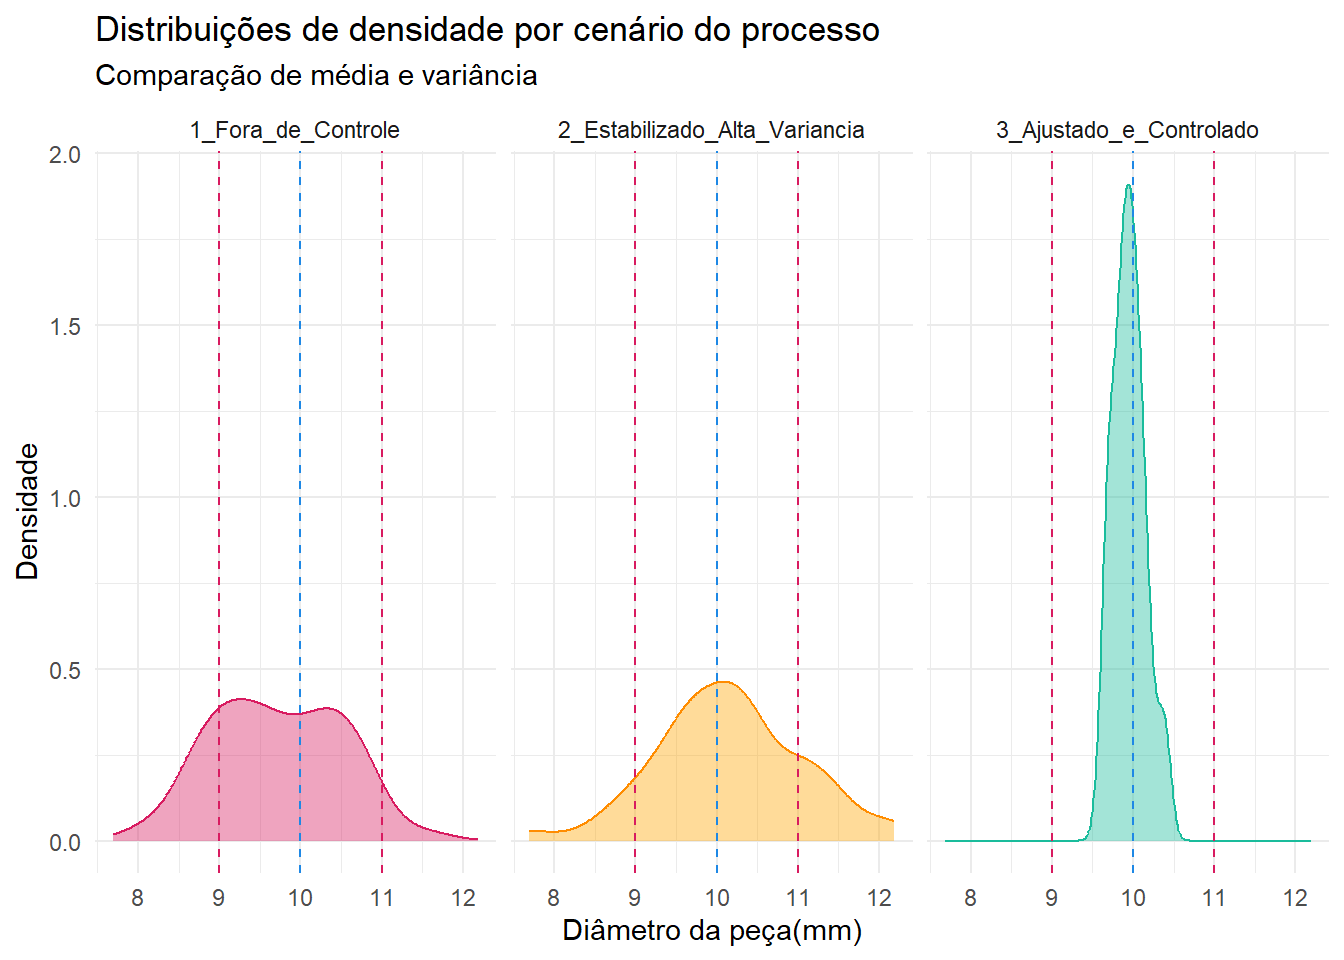 Distribuições de densidade por cenário do processo
Comparação de média e variância
1_Fora_de_Controle 2_Estabilizado_Alta_Variancia 3_Ajustado_e_Controlado
2.0
1.5
1.0
0.5
0.0
Densidade
8 9 10 11 12 8 9 10 11 12 8 9 10 11 12
Diâmetro da peça(mm)